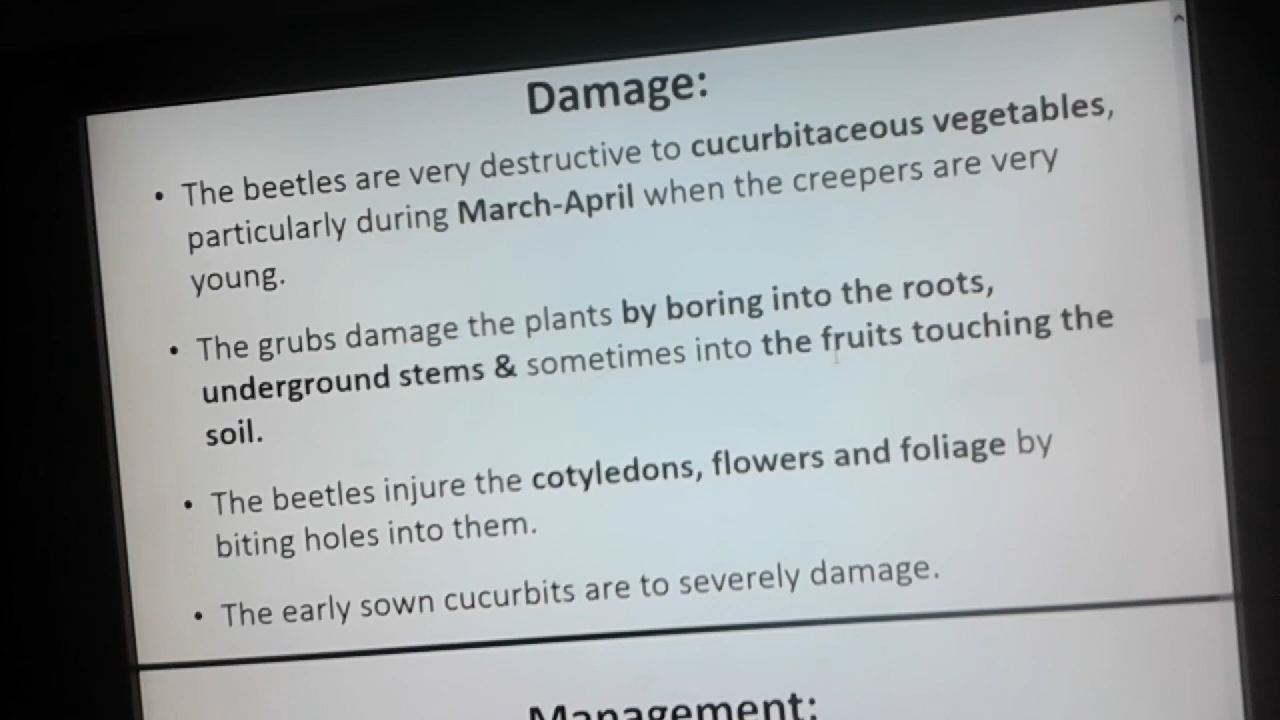 Damage:
• The beetles are very destructive to cucurbitaceous vegetables,
particularly during March-April when the creepers are very
young.
• The grubs damage the plants by boring into the roots,
underground stems & sometimes into the fruits touching the
soil.
• The beetles injure the cotyledons, flowers and foliage by
biting holes into them.
• The early sown cucurbits are to severely damage.
Management: